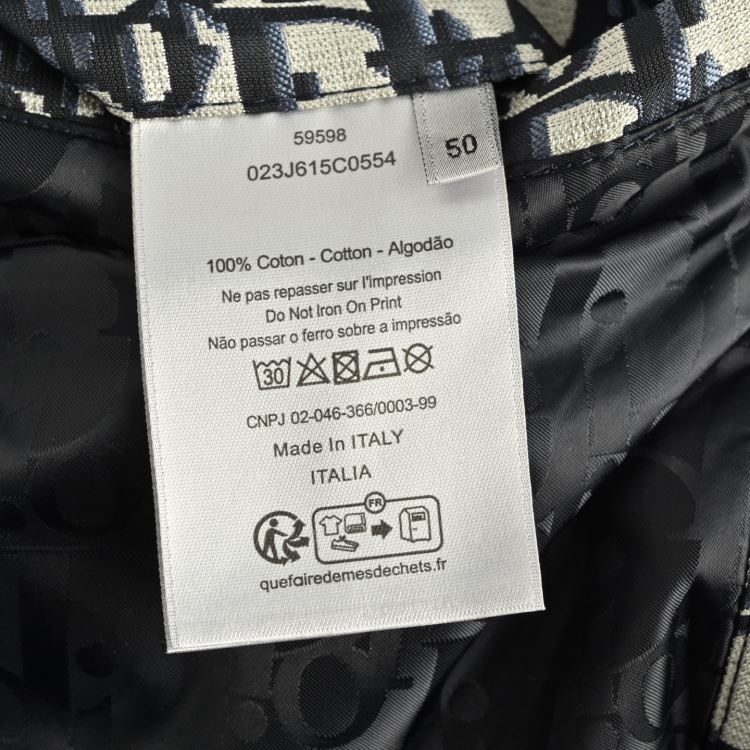 59598
023J615C0554
50
100% Coton - Cotton - Algodão
Ne pas repasser sur l'impression
Do Not Iron On Print
Não passar o ferro sobre a impressão
30
CNPJ 02-046-366/0003-99
Made In ITALY
ITALIA
FR
quefairedemesdechets.fr